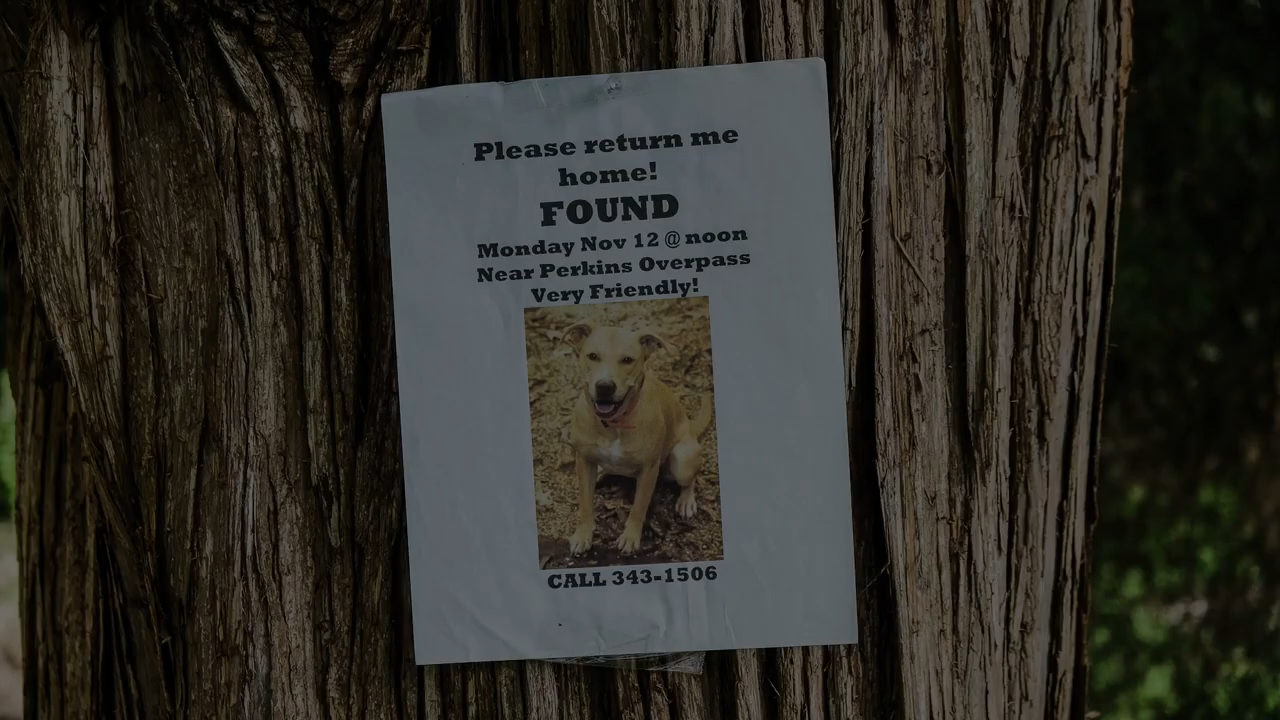 Please return me
home!
FOUND
Monday Nov 12 @ noon
Near Perkins Overpass
Very Friendly!
CALL 343-1506